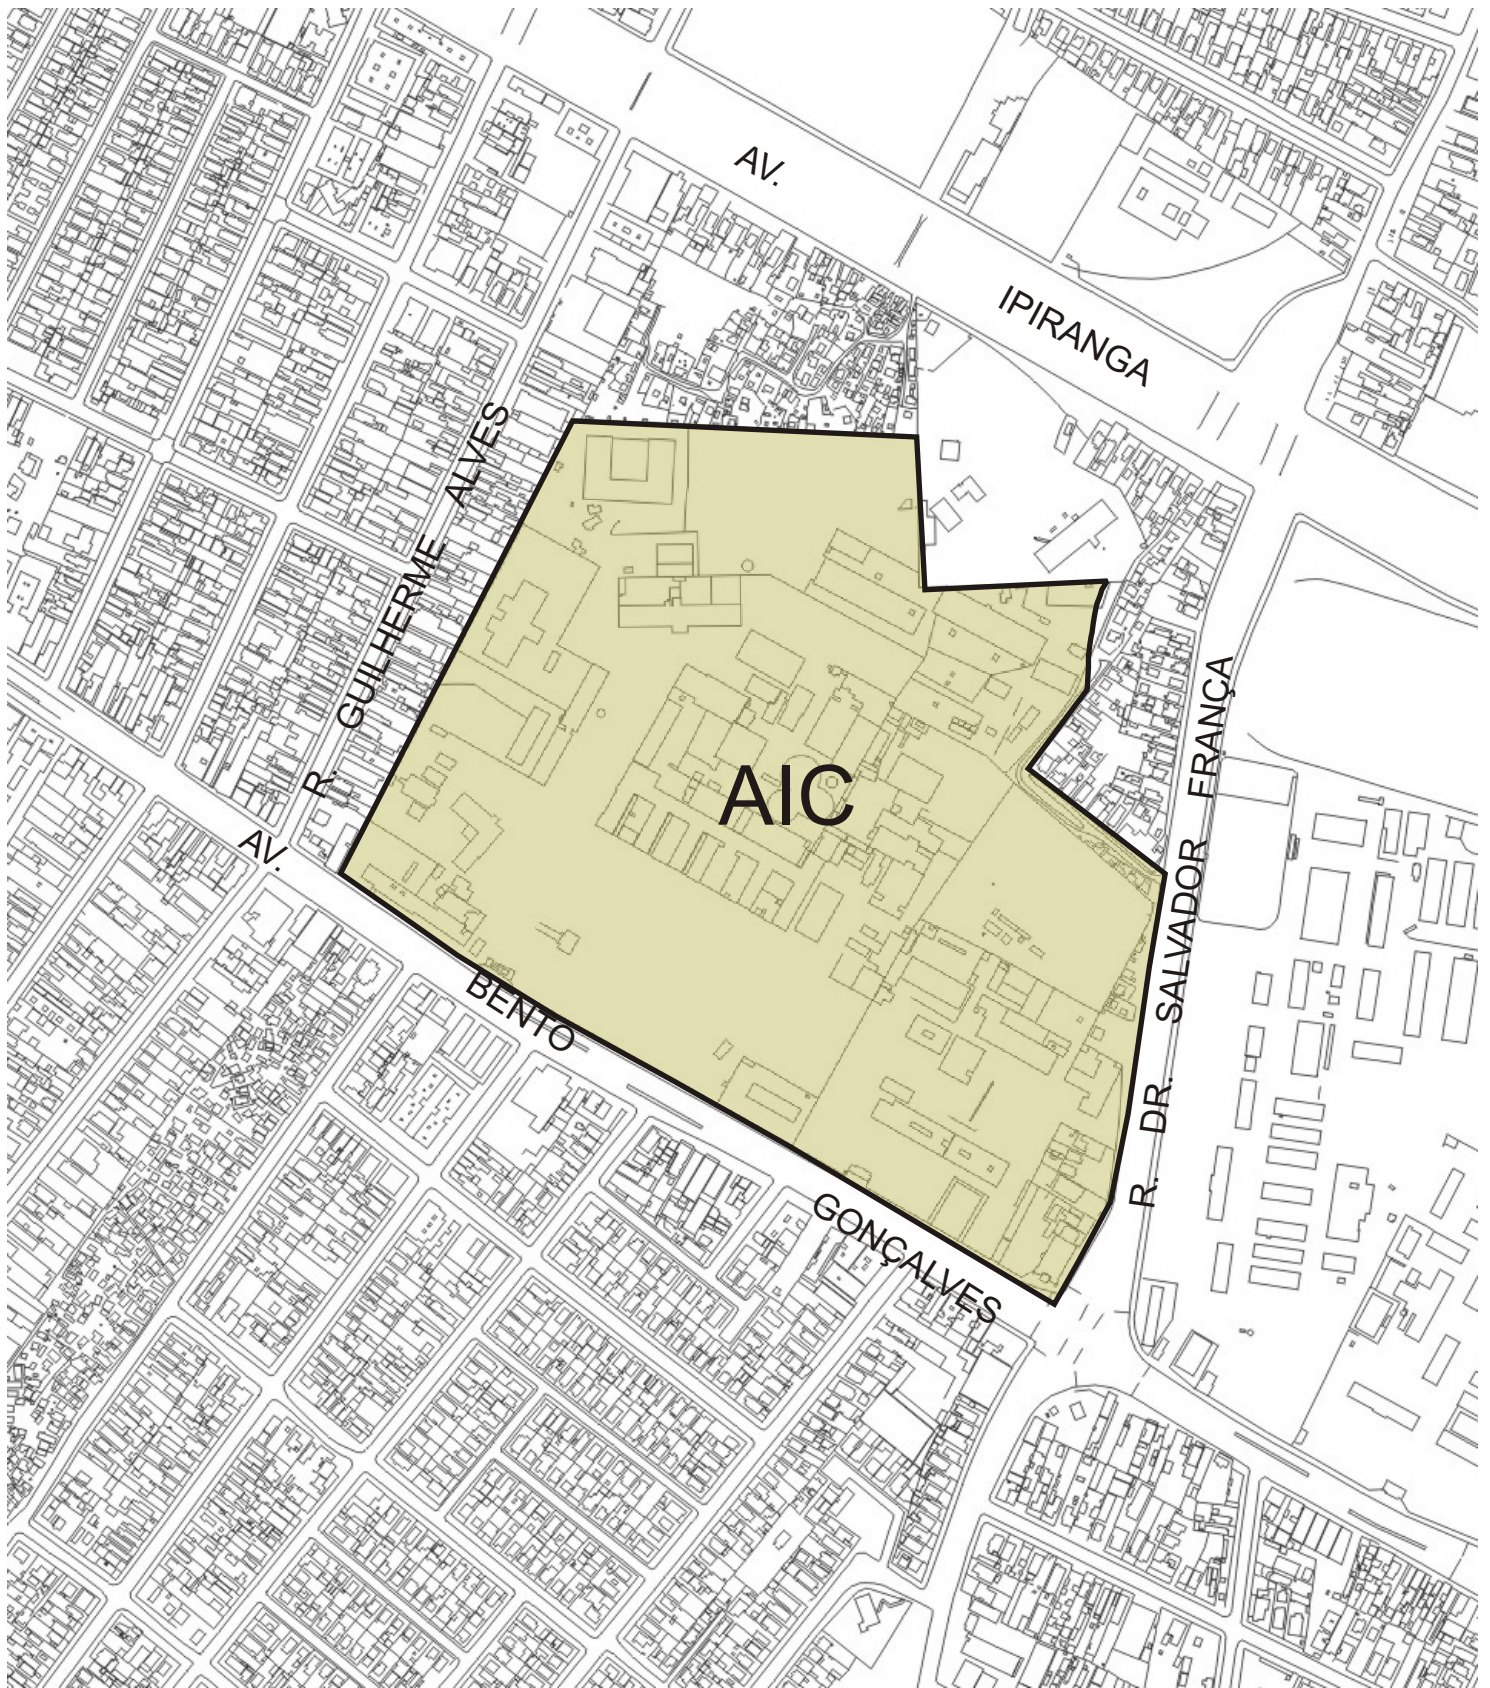 AV. IPIRANGA
R. GUILHERME ALVES
AIC
R. DR. SALVADOR FRANÇA
AV. BENTO GONÇALVES